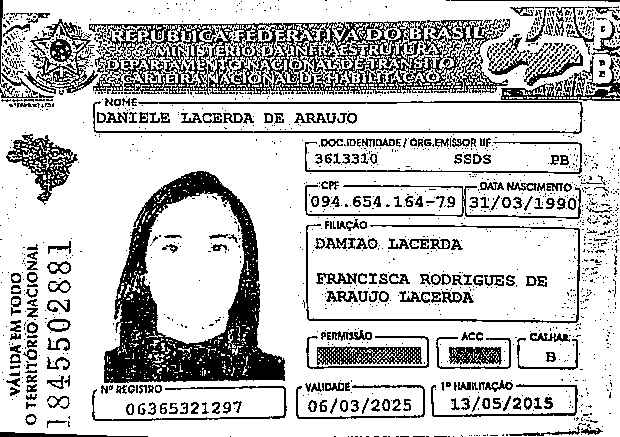 REPÚBLICA FEDERATIVA DO BRASIL
MINISTÉRIO DA INFRAESTRUTURA
DEPARTAMENTO NACIONAL DE TRÂNSITO
CARTEIRA NACIONAL DE HABILITAÇÃO
PB
NOME
DANIELE LACERDA DE ARAUJO
DOC. IDENTIDADE / ORG. EMISSOR UF
3613310 SSDS PB
CPF
094.654.164-79
DATA NASCIMENTO
31/03/1990
FILIAÇÃO
DAMIAO LACERDA
FRANCISCA RODRIGUES DE
ARAUJO LACERDA
PERMISSÃO
ACC
CAT.HAB.
B
Nº REGISTRO
06365321297
VALIDADE
06/03/2025
1ª HABILITAÇÃO
13/05/2015
VÁLIDA EM TODO
O TERRITÓRIO NACIONAL
1845502881